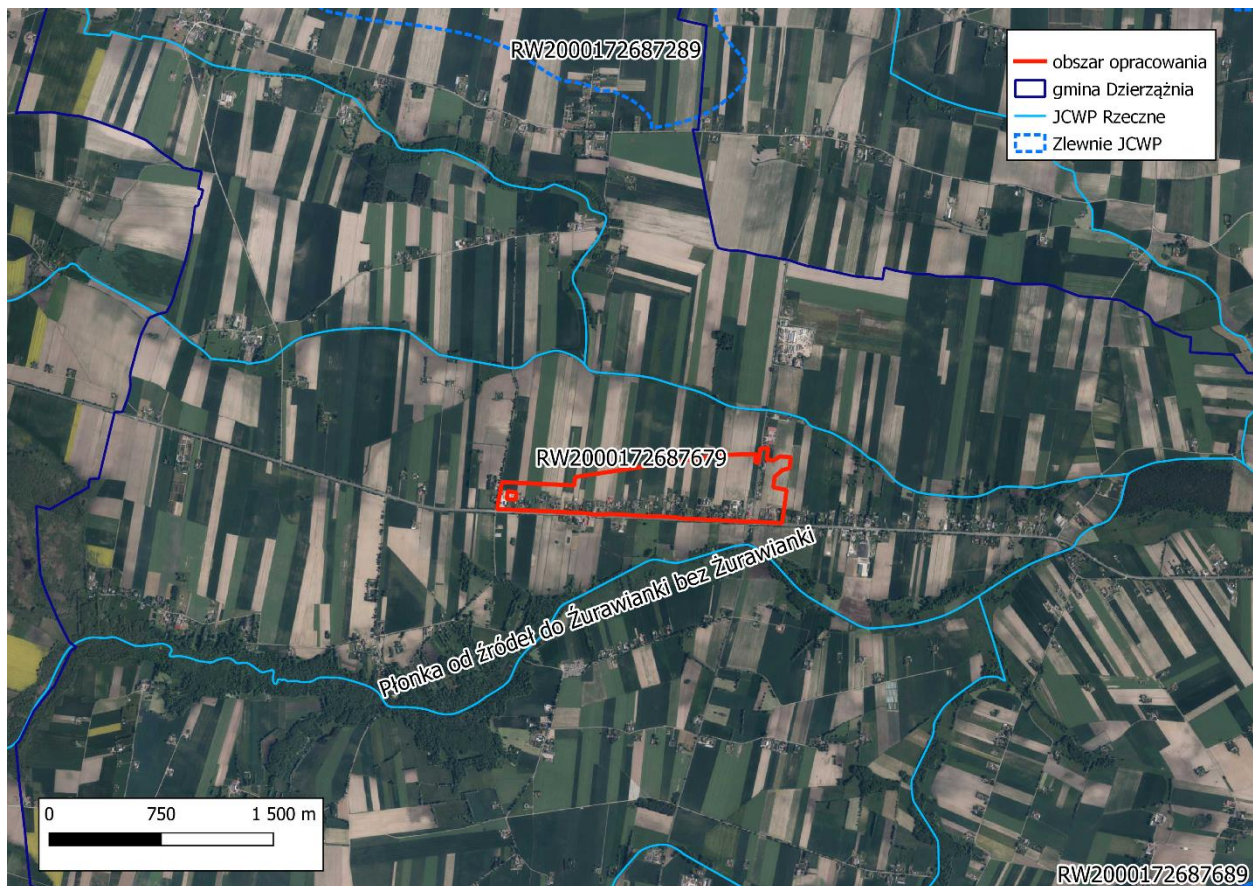 RW2000172687289
obszar opracowania
gmina Dzierzążnia
JCWP Rzeczne
Zlewnie JCWP
RW2000172687679
Płonka od źródeł do Żurawianki bez Żurawianki
0 750 1 500 m
RW2000172687689